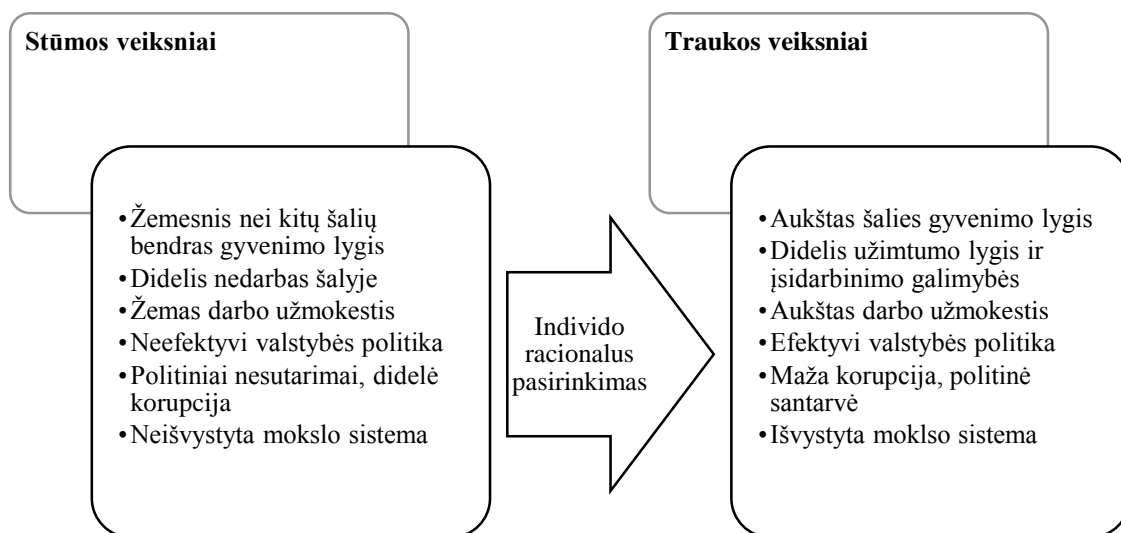 Stūmos veiksniai
•Žemesnis nei kitų šalių
bendras gyvenimo lygis
•Didelis nedarbas šalyje
•Žemas darbo užmokestis
•Neefektyvi valstybės politika
•Politiniai nesutarimai, didelė
korupcija
•Neišvystyta mokslo sistema
Individo
racionalus
pasirinkimas
Traukos veiksniai
•Aukštas šalies gyvenimo lygis
•Didelis užimtumo lygis ir
įsidarbinimo galimybės
•Aukštas darbo užmokestis
•Efektyvi valstybės politika
•Maža korupcija, politinė
santarvė
•Išvystyta moklso sistema